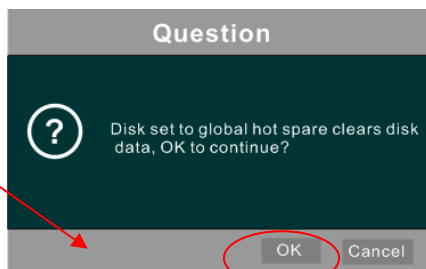 Question
?
Disk set to global hot spare clears disk
data, OK to continue?
OK Cancel